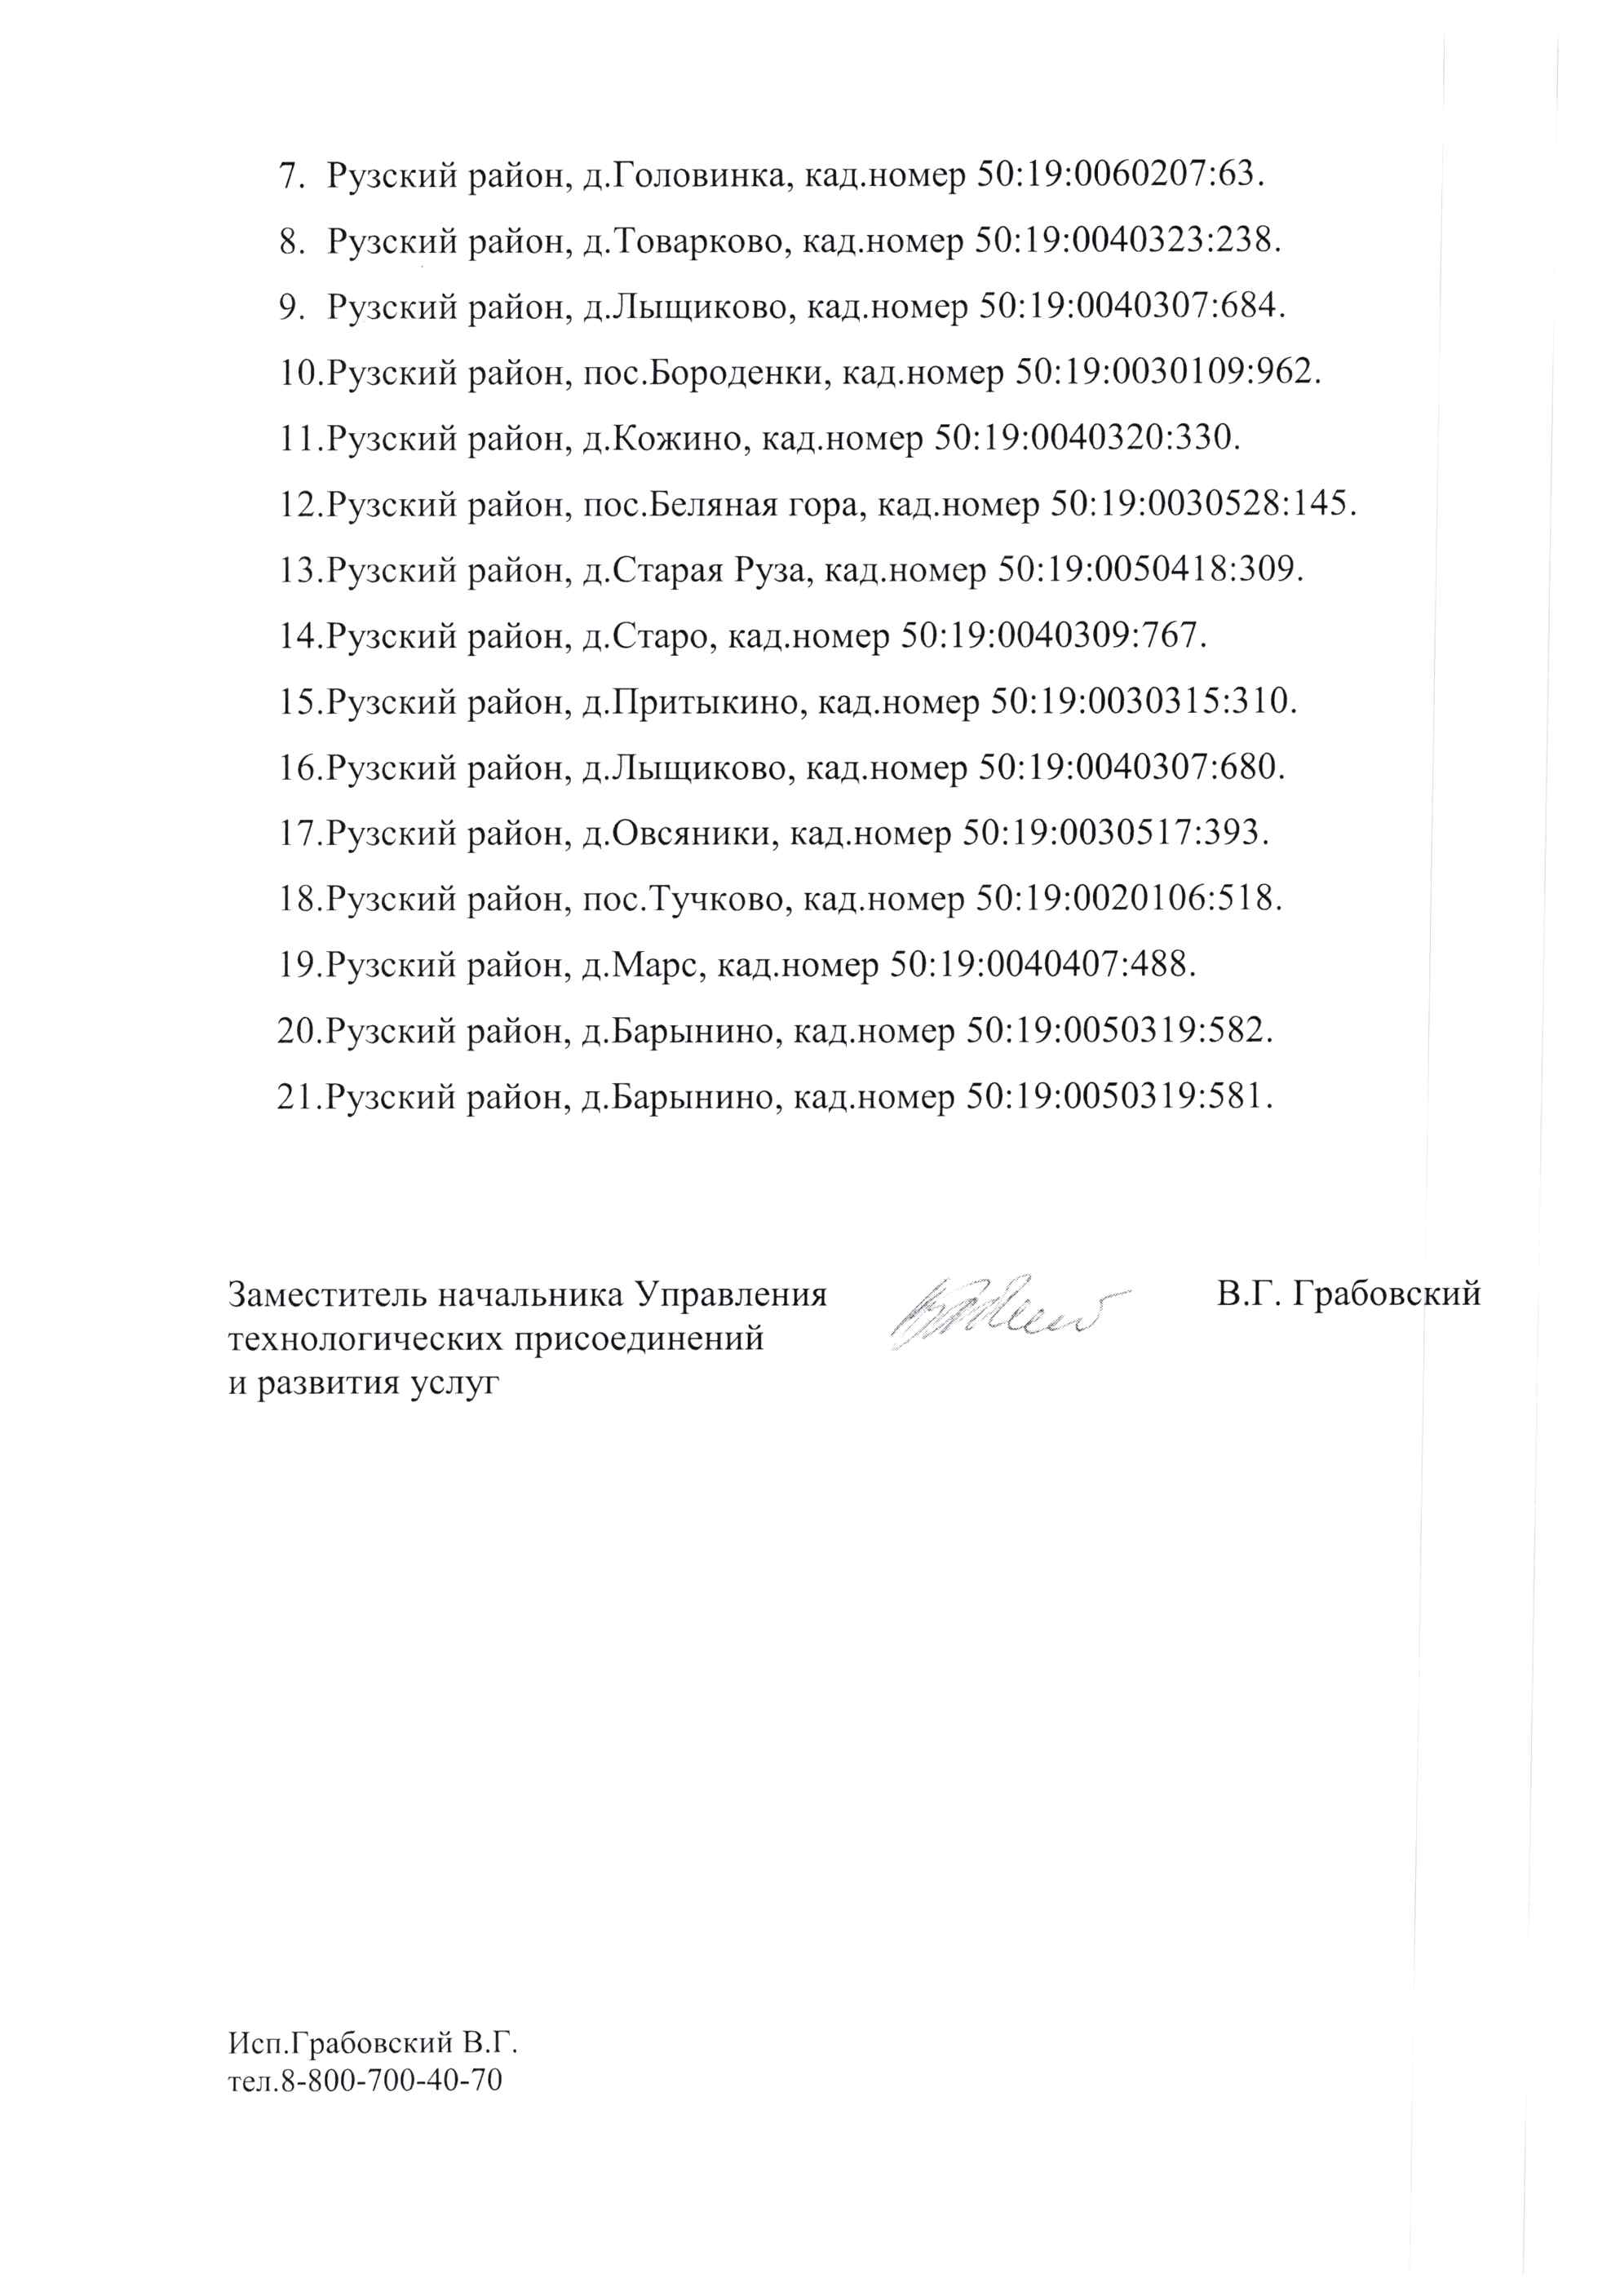 7. Рузский район, д.Головинка, кад.номер 50:19:0060207:63.
8. Рузский район, д.Товарково, кад.номер 50:19:0040323:238.
9. Рузский район, д.Лыщиково, кад.номер 50:19:0040307:684.
10.Рузский район, пос.Бороденки, кад.номер 50:19:0030109:962.
11.Рузский район, д.Кожино, кад.номер 50:19:0040320:330.
12.Рузский район, пос.Беляная гора, кад.номер 50:19:0030528:145.
13.Рузский район, д.Старая Руза, кад.номер 50:19:0050418:309.
14.Рузский район, д.Старо, кад.номер 50:19:0040309:767.
15.Рузский район, д.Притыкино, кад.номер 50:19:0030315:310.
16.Рузский район, д.Лыщиково, кад.номер 50:19:0040307:680.
17.Рузский район, д.Овсяники, кад.номер 50:19:0030517:393.
18.Рузский район, пос.Тучково, кад.номер 50:19:0020106:518.
19.Рузский район, д.Марс, кад.номер 50:19:0040407:488.
20.Рузский район, д.Барынино, кад.номер 50:19:0050319:582.
21.Рузский район, д.Барынино, кад.номер 50:19:0050319:581.
Заместитель начальника Управления В.Г. Грабовский
технологических присоединений
и развития услуг
Исп.Грабовский В.Г.
тел.8-800-700-40-70